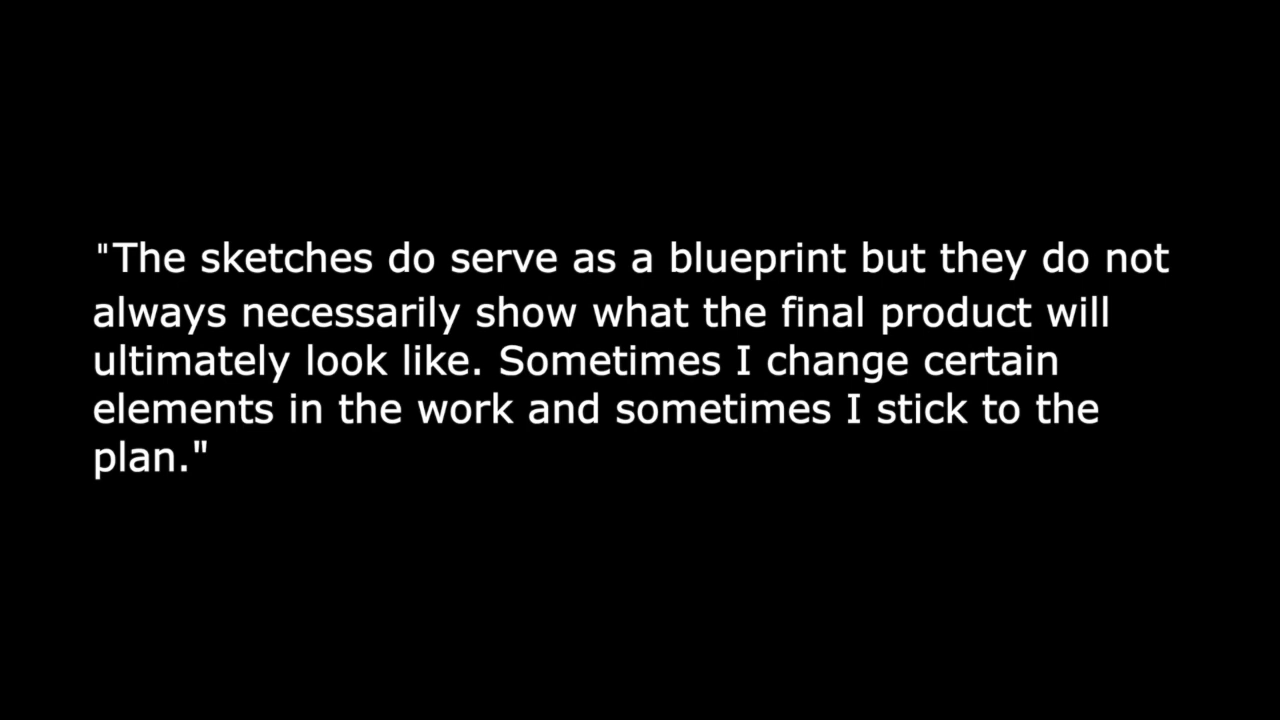 "The sketches do serve as a blueprint but they do not
always necessarily show what the final product will
ultimately look like. Sometimes I change certain
elements in the work and sometimes I stick to the
plan."